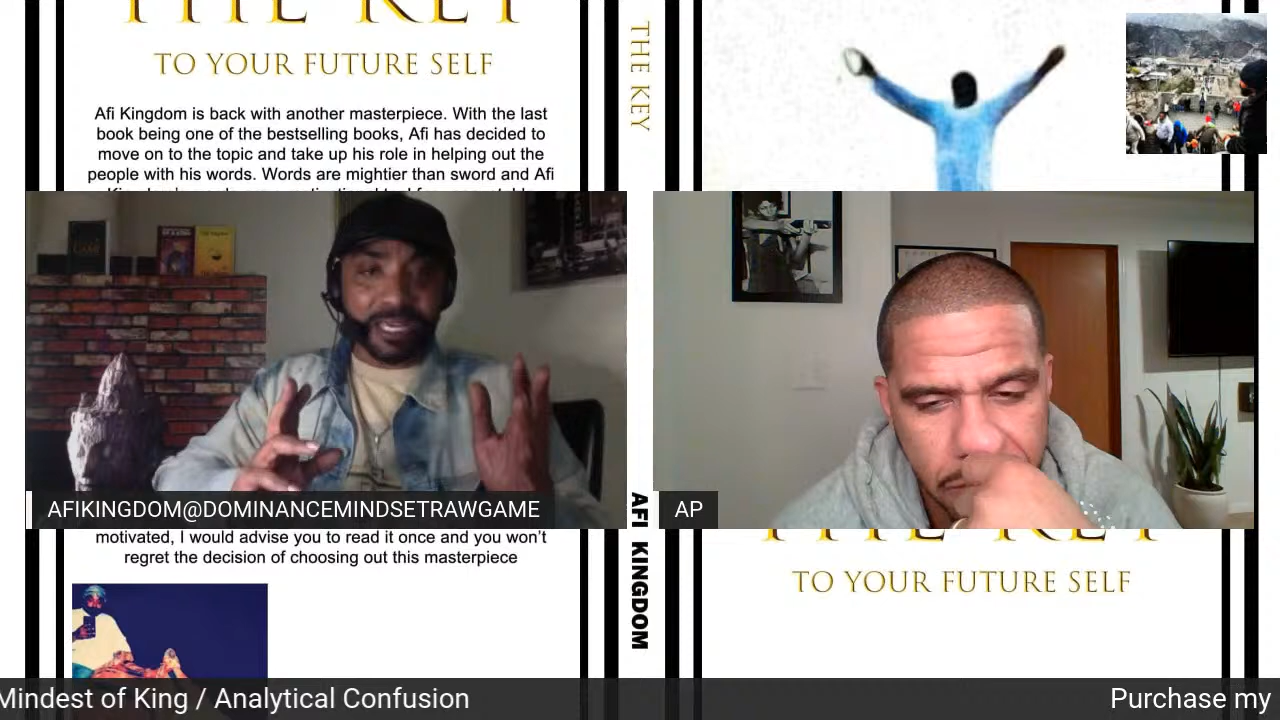 THE KEY
TO YOUR FUTURE SELF
Afi Kingdom is back with another masterpiece. With the last
book being one of the bestselling books, Afi has decided to
move on to the topic and take up his role in helping out the
people with his words. Words are mightier than sword and Afi
THE KEY
AFIKINGDOM@DOMINANCEMINDSETRAWGAME
AP
motivated, I would advise you to read it once and you won't
regret the decision of choosing out this masterpiece
AFI KINGDOM
THE KEY
TO YOUR FUTURE SELF
Mindest of King / Analytical Confusion
Purchase my